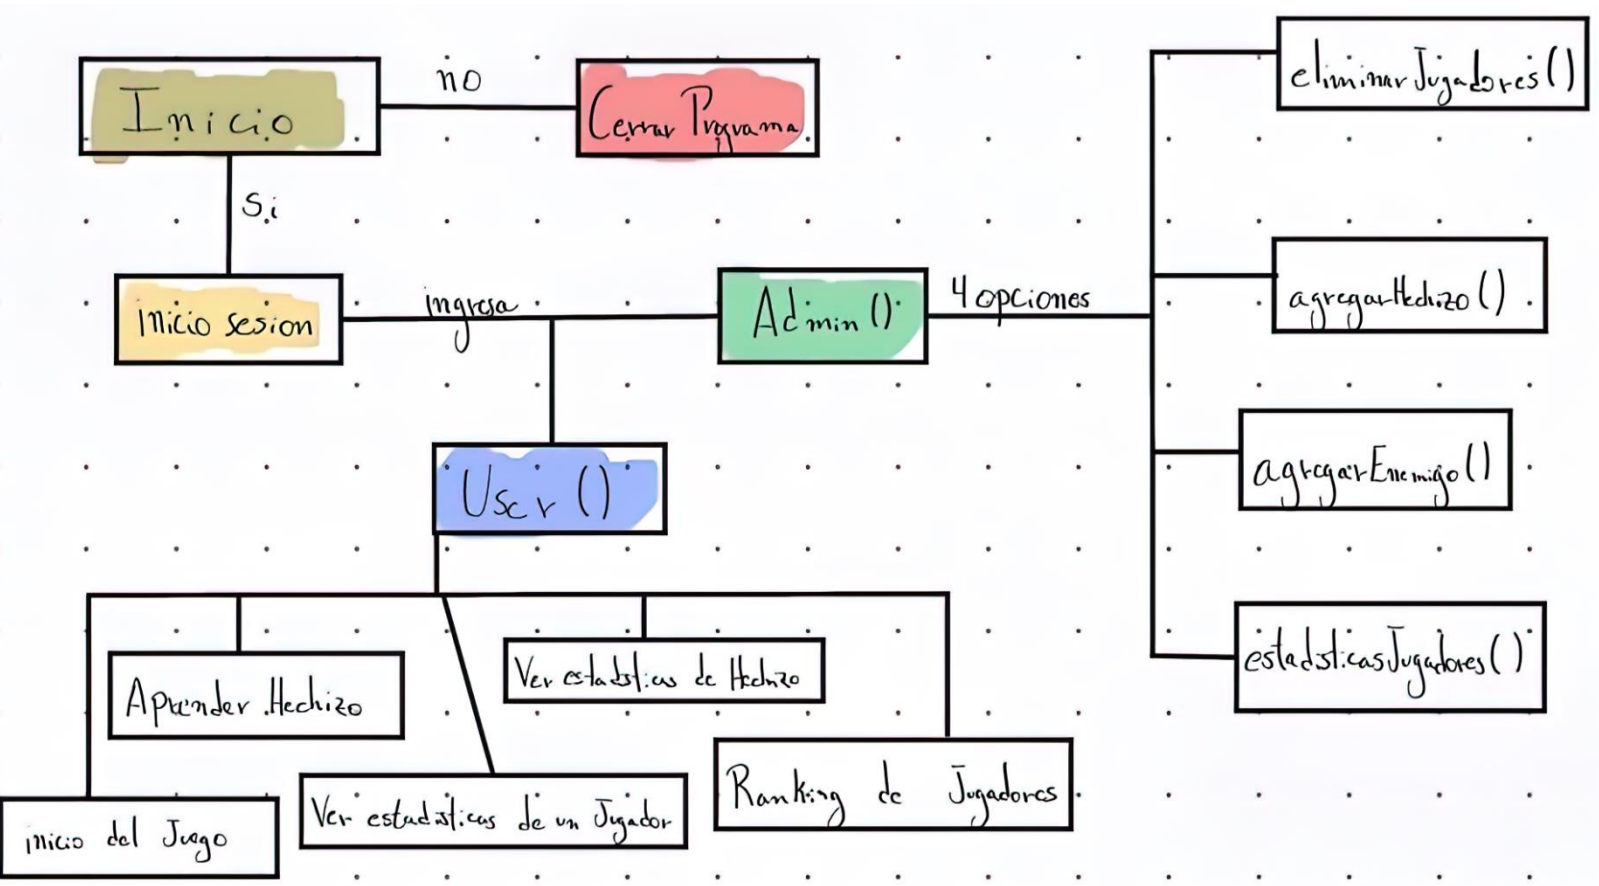 eliminarJugadores()
Inicio
no
Cerrar Programa
Si
agregarHechizo()
inicio sesion
ingresa
Admin()
4 opciones
agregarEnemigo()
User()
estadisticasJugadores()
Aprender Hechizo
Ver estadisticas de Hechizo
inicio del Juego
Ver estadisticas de un Jugador
Ranking de Jugadores